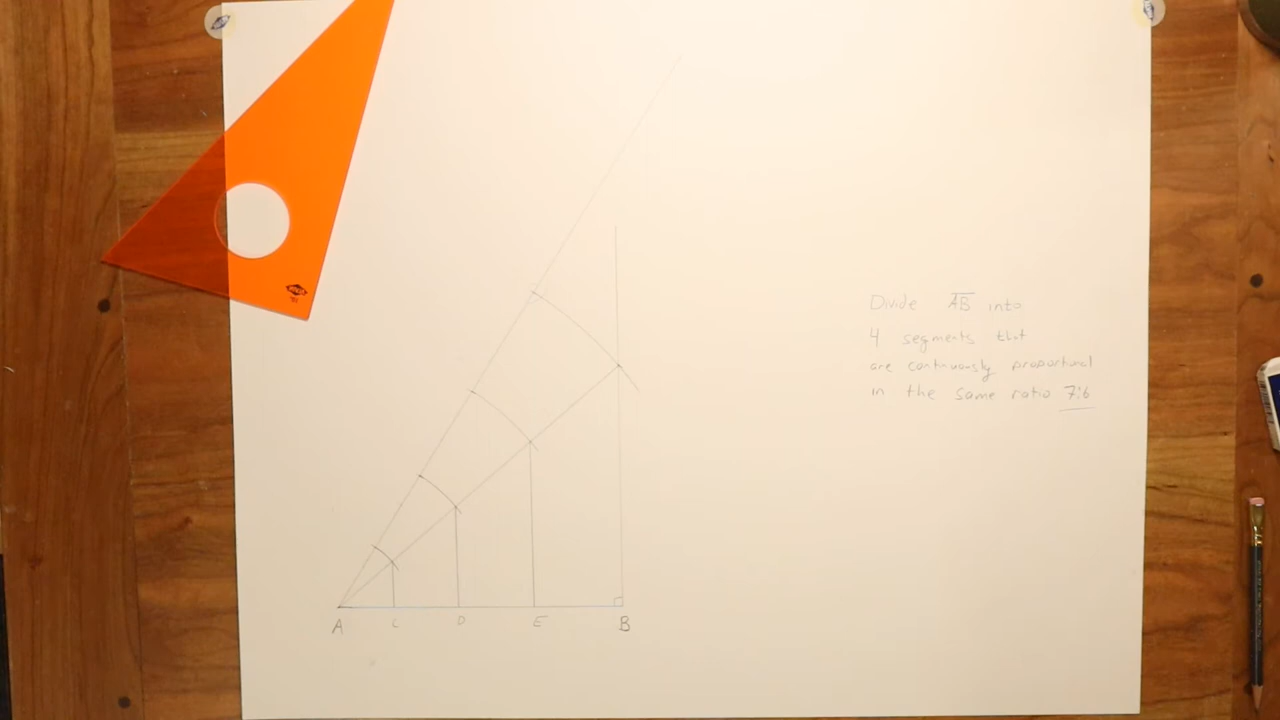 Divide AB into
4 segments that
are continuously proportional
in the same ratio 7:6
A C D E B